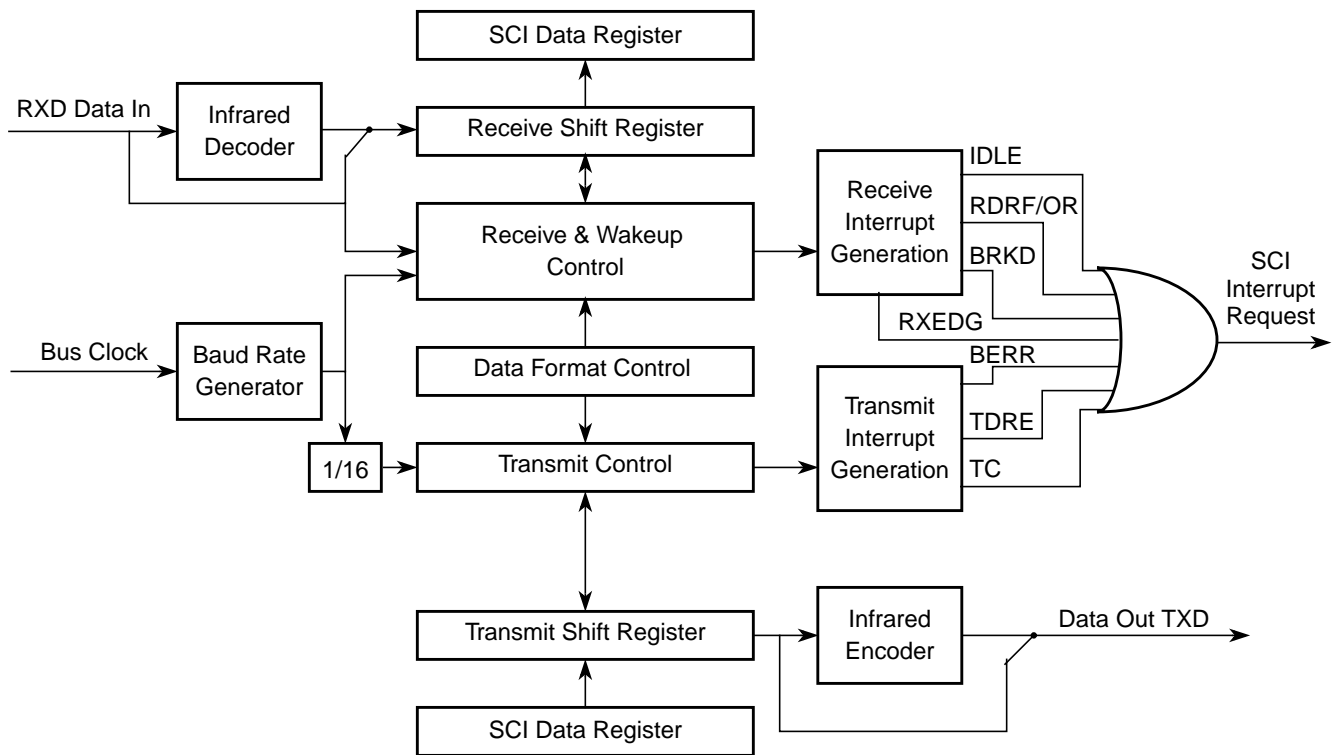 SCI Data Register
RXD Data In
Infrared
Decoder
Receive Shift Register
Receive & Wakeup
Control
Receive
Interrupt
Generation
IDLE
RDRF/OR
BRKD
RXEDG
SCI
Interrupt
Request
Bus Clock
Baud Rate
Generator
Data Format Control
BERR
1/16
Transmit Control
Transmit
Interrupt
Generation
TDRE
TC
Transmit Shift Register
Infrared
Encoder
Data Out TXD
SCI Data Register